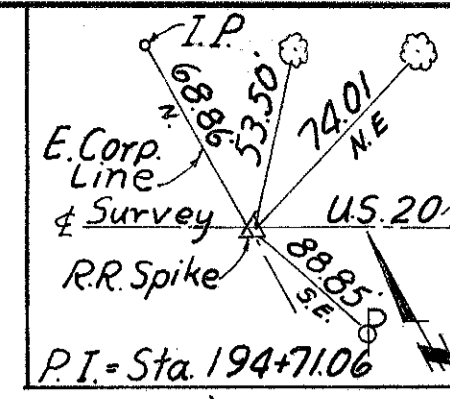 I.P.
68.86'
N.
53.50'
74.01
N.E
E. Corp.
Line
℄ Survey
U.S. 20
R.R. Spike
88.85'
S.E.
P
N
P.I. = Sta. 194+71.06